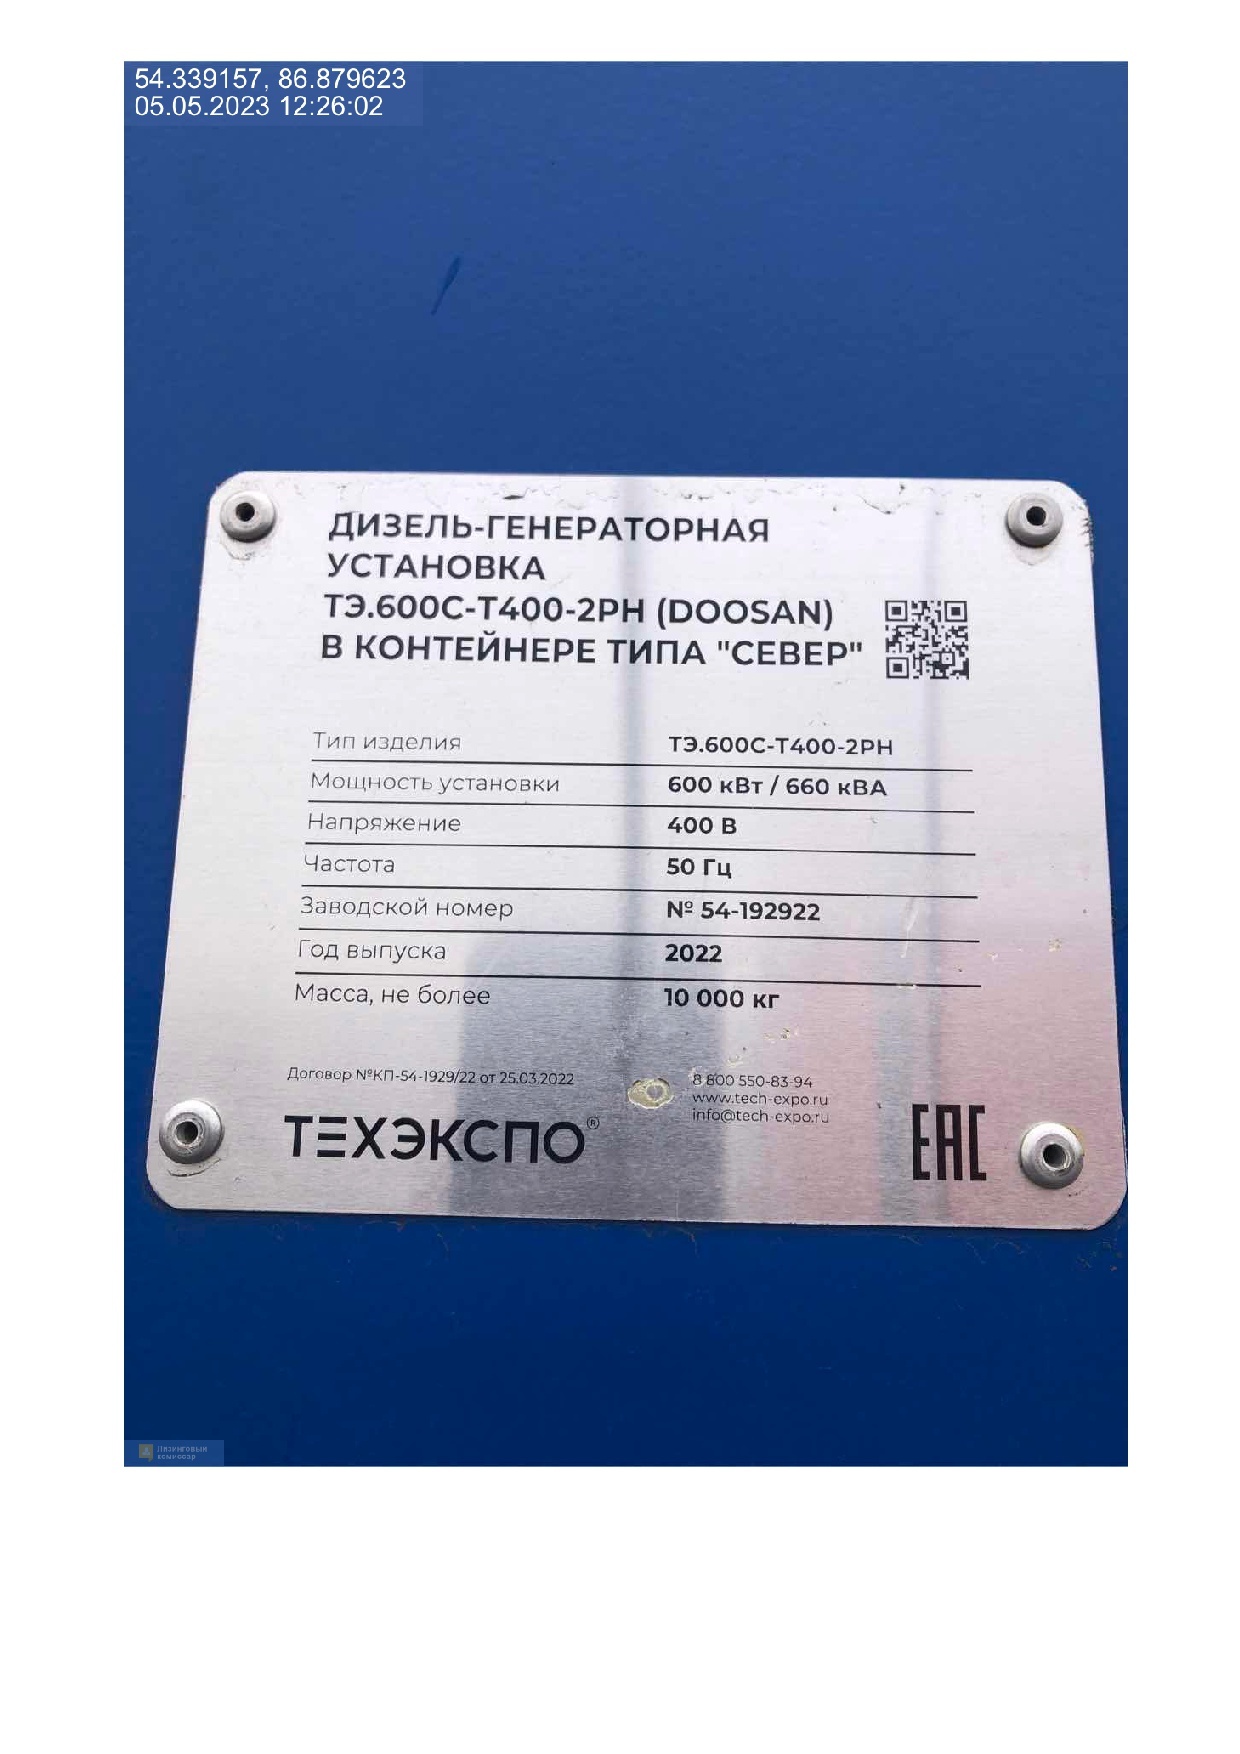 54.339157, 86.879623
05.05.2023 12:26:02
ДИЗЕЛЬ-ГЕНЕРАТОРНАЯ
УСТАНОВКА
ТЭ.600С-Т400-2РН (DOOSAN)
В КОНТЕЙНЕРЕ ТИПА "СЕВЕР"
Тип изделия ТЭ.600С-Т400-2РН
Мощность установки 600 кВт / 660 кВА
Напряжение 400 В
Частота 50 Гц
Заводской номер № 54-192922
Год выпуска 2022
Масса, не более 10 000 кг
Договор №КП-54-1929/22 от 25.03.2022
8 800 550-83-94
www.tech-expo.ru
info@tech-expo.ru
ТЕХЭКСПО®
EAC
Лизинговый